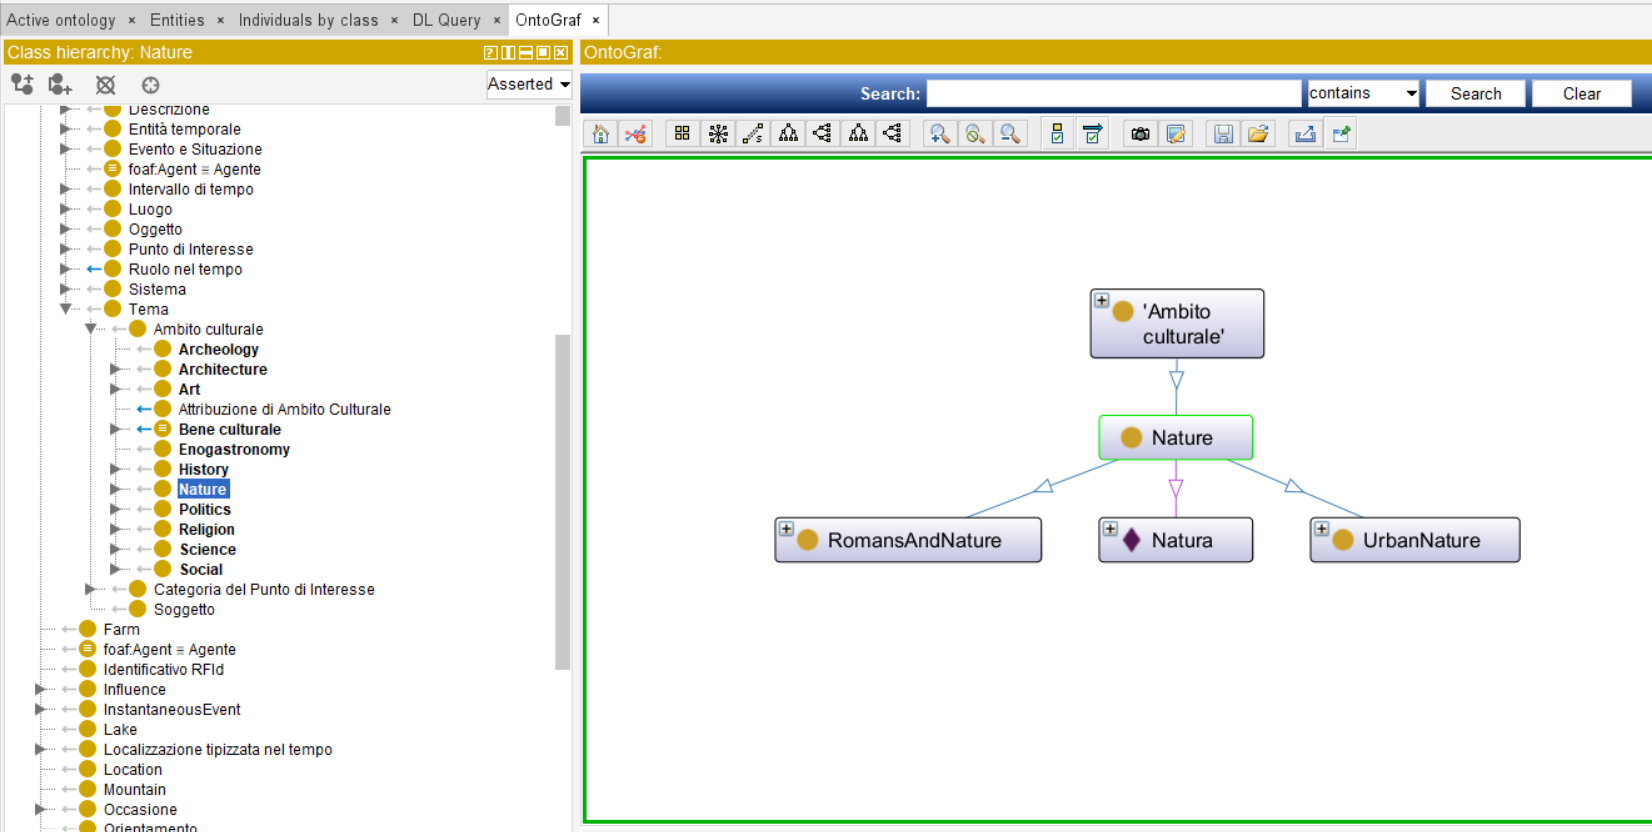 Active ontology × Entities × Individuals by class × DL Query × OntoGraf ×
Class hierarchy: Nature
Asserted
Descrizione
Entità temporale
Evento e Situazione
foaf:Agent ≡ Agente
Intervallo di tempo
Luogo
Oggetto
Punto di Interesse
Ruolo nel tempo
Sistema
Tema
Ambito culturale
Archeology
Architecture
Art
Attribuzione di Ambito Culturale
Bene culturale
Enogastronomy
History
Nature
Politics
Religion
Science
Social
Categoria del Punto di Interesse
Soggetto
Farm
foaf:Agent ≡ Agente
Identificativo RFId
Influence
InstantaneousEvent
Lake
Localizzazione tipizzata nel tempo
Location
Mountain
Occasione
Orientamento
OntoGraf:
Search: contains Search Clear
'Ambito
culturale'
Nature
RomansAndNature Natura UrbanNature